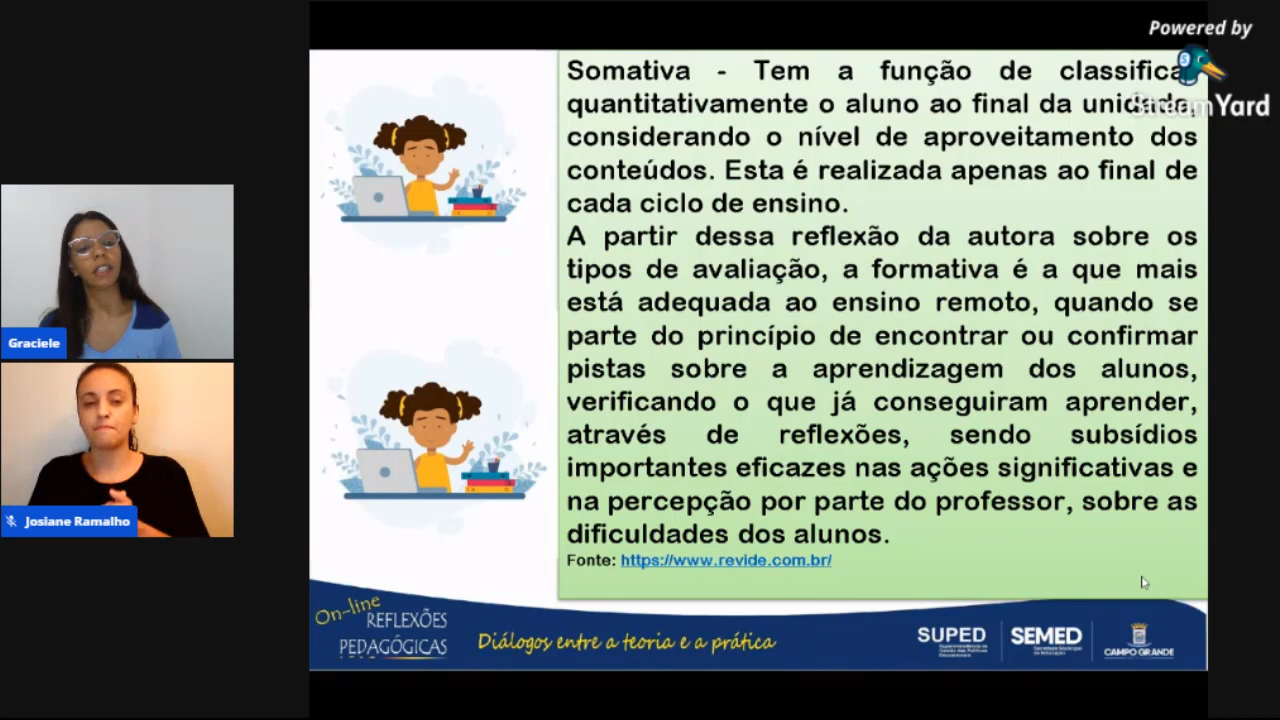 Powered by
StreamYard
Somativa - Tem a função de classificar
quantitativamente o aluno ao final da unidade,
considerando o nível de aproveitamento dos
conteúdos. Esta é realizada apenas ao final de
cada ciclo de ensino.
A partir dessa reflexão da autora sobre os
tipos de avaliação, a formativa é a que mais
está adequada ao ensino remoto, quando se
parte do princípio de encontrar ou confirmar
pistas sobre a aprendizagem dos alunos,
verificando o que já conseguiram aprender,
através de reflexões, sendo subsídios
importantes eficazes nas ações significativas e
na percepção por parte do professor, sobre as
dificuldades dos alunos.
Fonte: https://www.revide.com.br/
Graciele
Josiane Ramalho
On-line
REFLEXÕES
PEDAGÓGICAS
Diálogos entre a teoria e a prática
SUPED
SEMED
CAMPO GRANDE